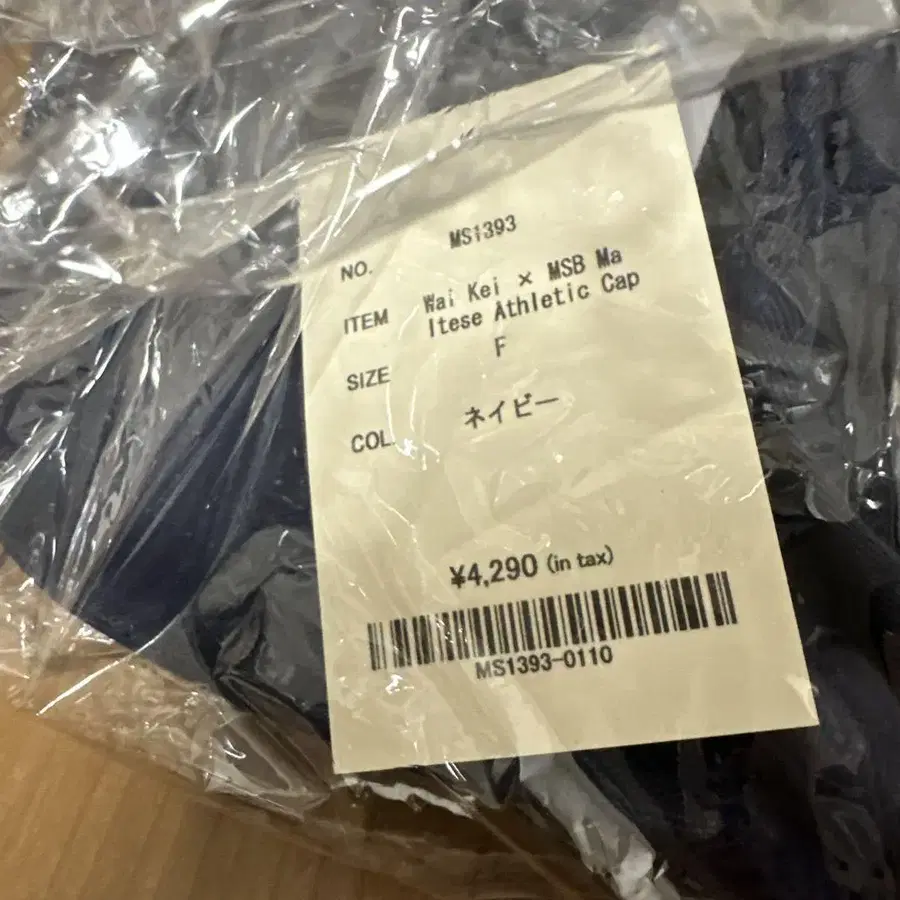 NO. MS1393
ITEM Wai Kei × MSB Ma
ltese Athletic Cap
SIZE F
COL. ネイビー
¥4,290 (in tax)
MS1393-0110